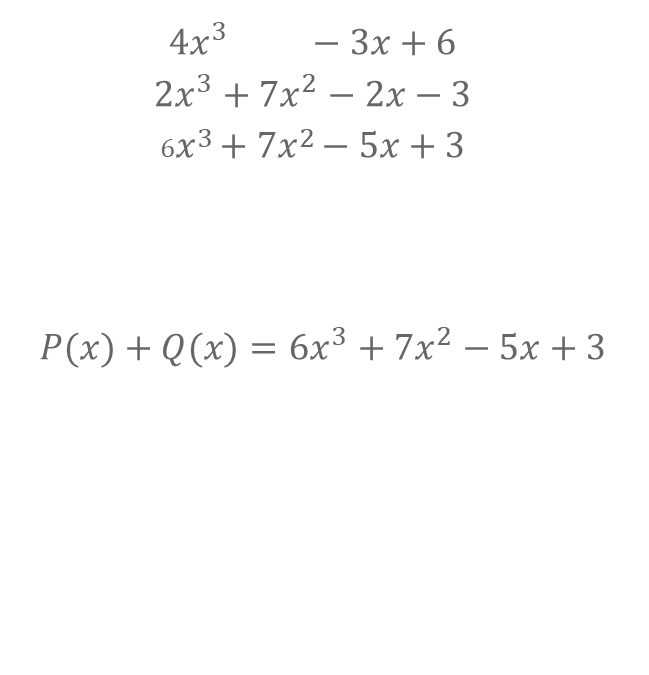 4x³ − 3x + 6
2x³ + 7x² − 2x − 3
6x³ + 7x² − 5x + 3
P(x) + Q(x) = 6x³ + 7x² − 5x + 3